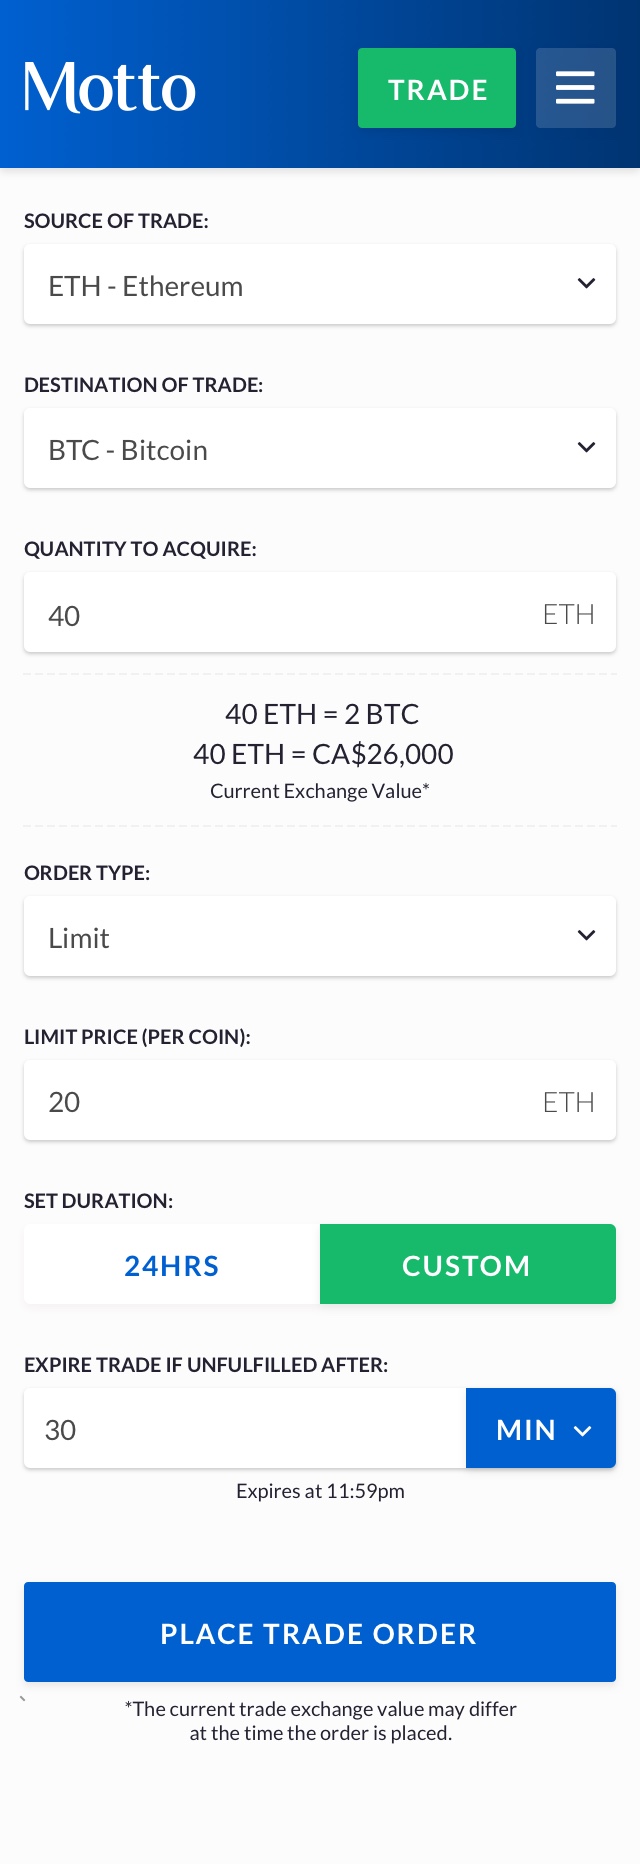 Motto
TRADE
SOURCE OF TRADE:
ETH - Ethereum
DESTINATION OF TRADE:
BTC - Bitcoin
QUANTITY TO ACQUIRE:
40 ETH
40 ETH = 2 BTC
40 ETH = CA$26,000
Current Exchange Value*
ORDER TYPE:
Limit
LIMIT PRICE (PER COIN):
20 ETH
SET DURATION:
24HRS CUSTOM
EXPIRE TRADE IF UNFULFILLED AFTER:
30 MIN
Expires at 11:59pm
PLACE TRADE ORDER
*The current trade exchange value may differ
at the time the order is placed.